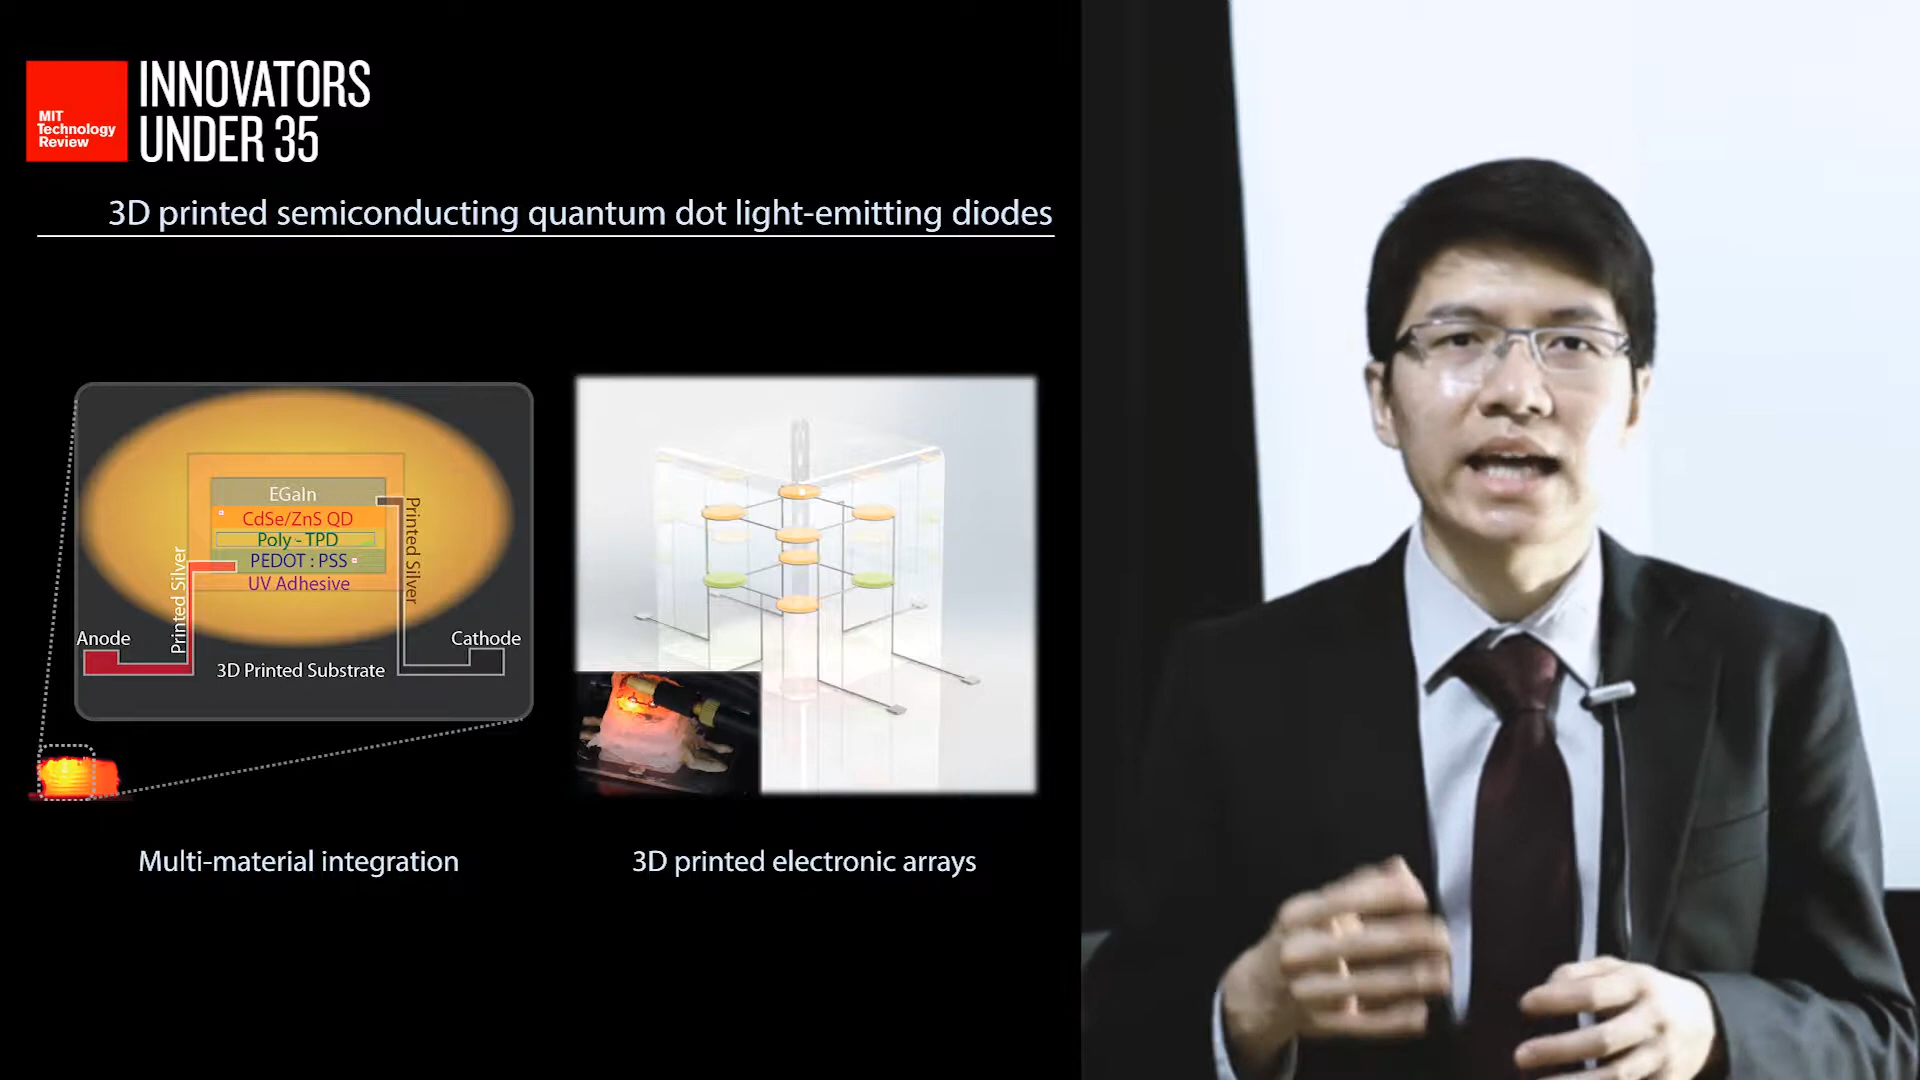 MIT
Technology
Review
INNOVATORS
UNDER 35
3D printed semiconducting quantum dot light-emitting diodes
EGaIn
CdSe/ZnS QD
Poly - TPD
PEDOT : PSS
UV Adhesive
Printed Silver
Printed Silver
Anode
Cathode
3D Printed Substrate
Multi-material integration
3D printed electronic arrays